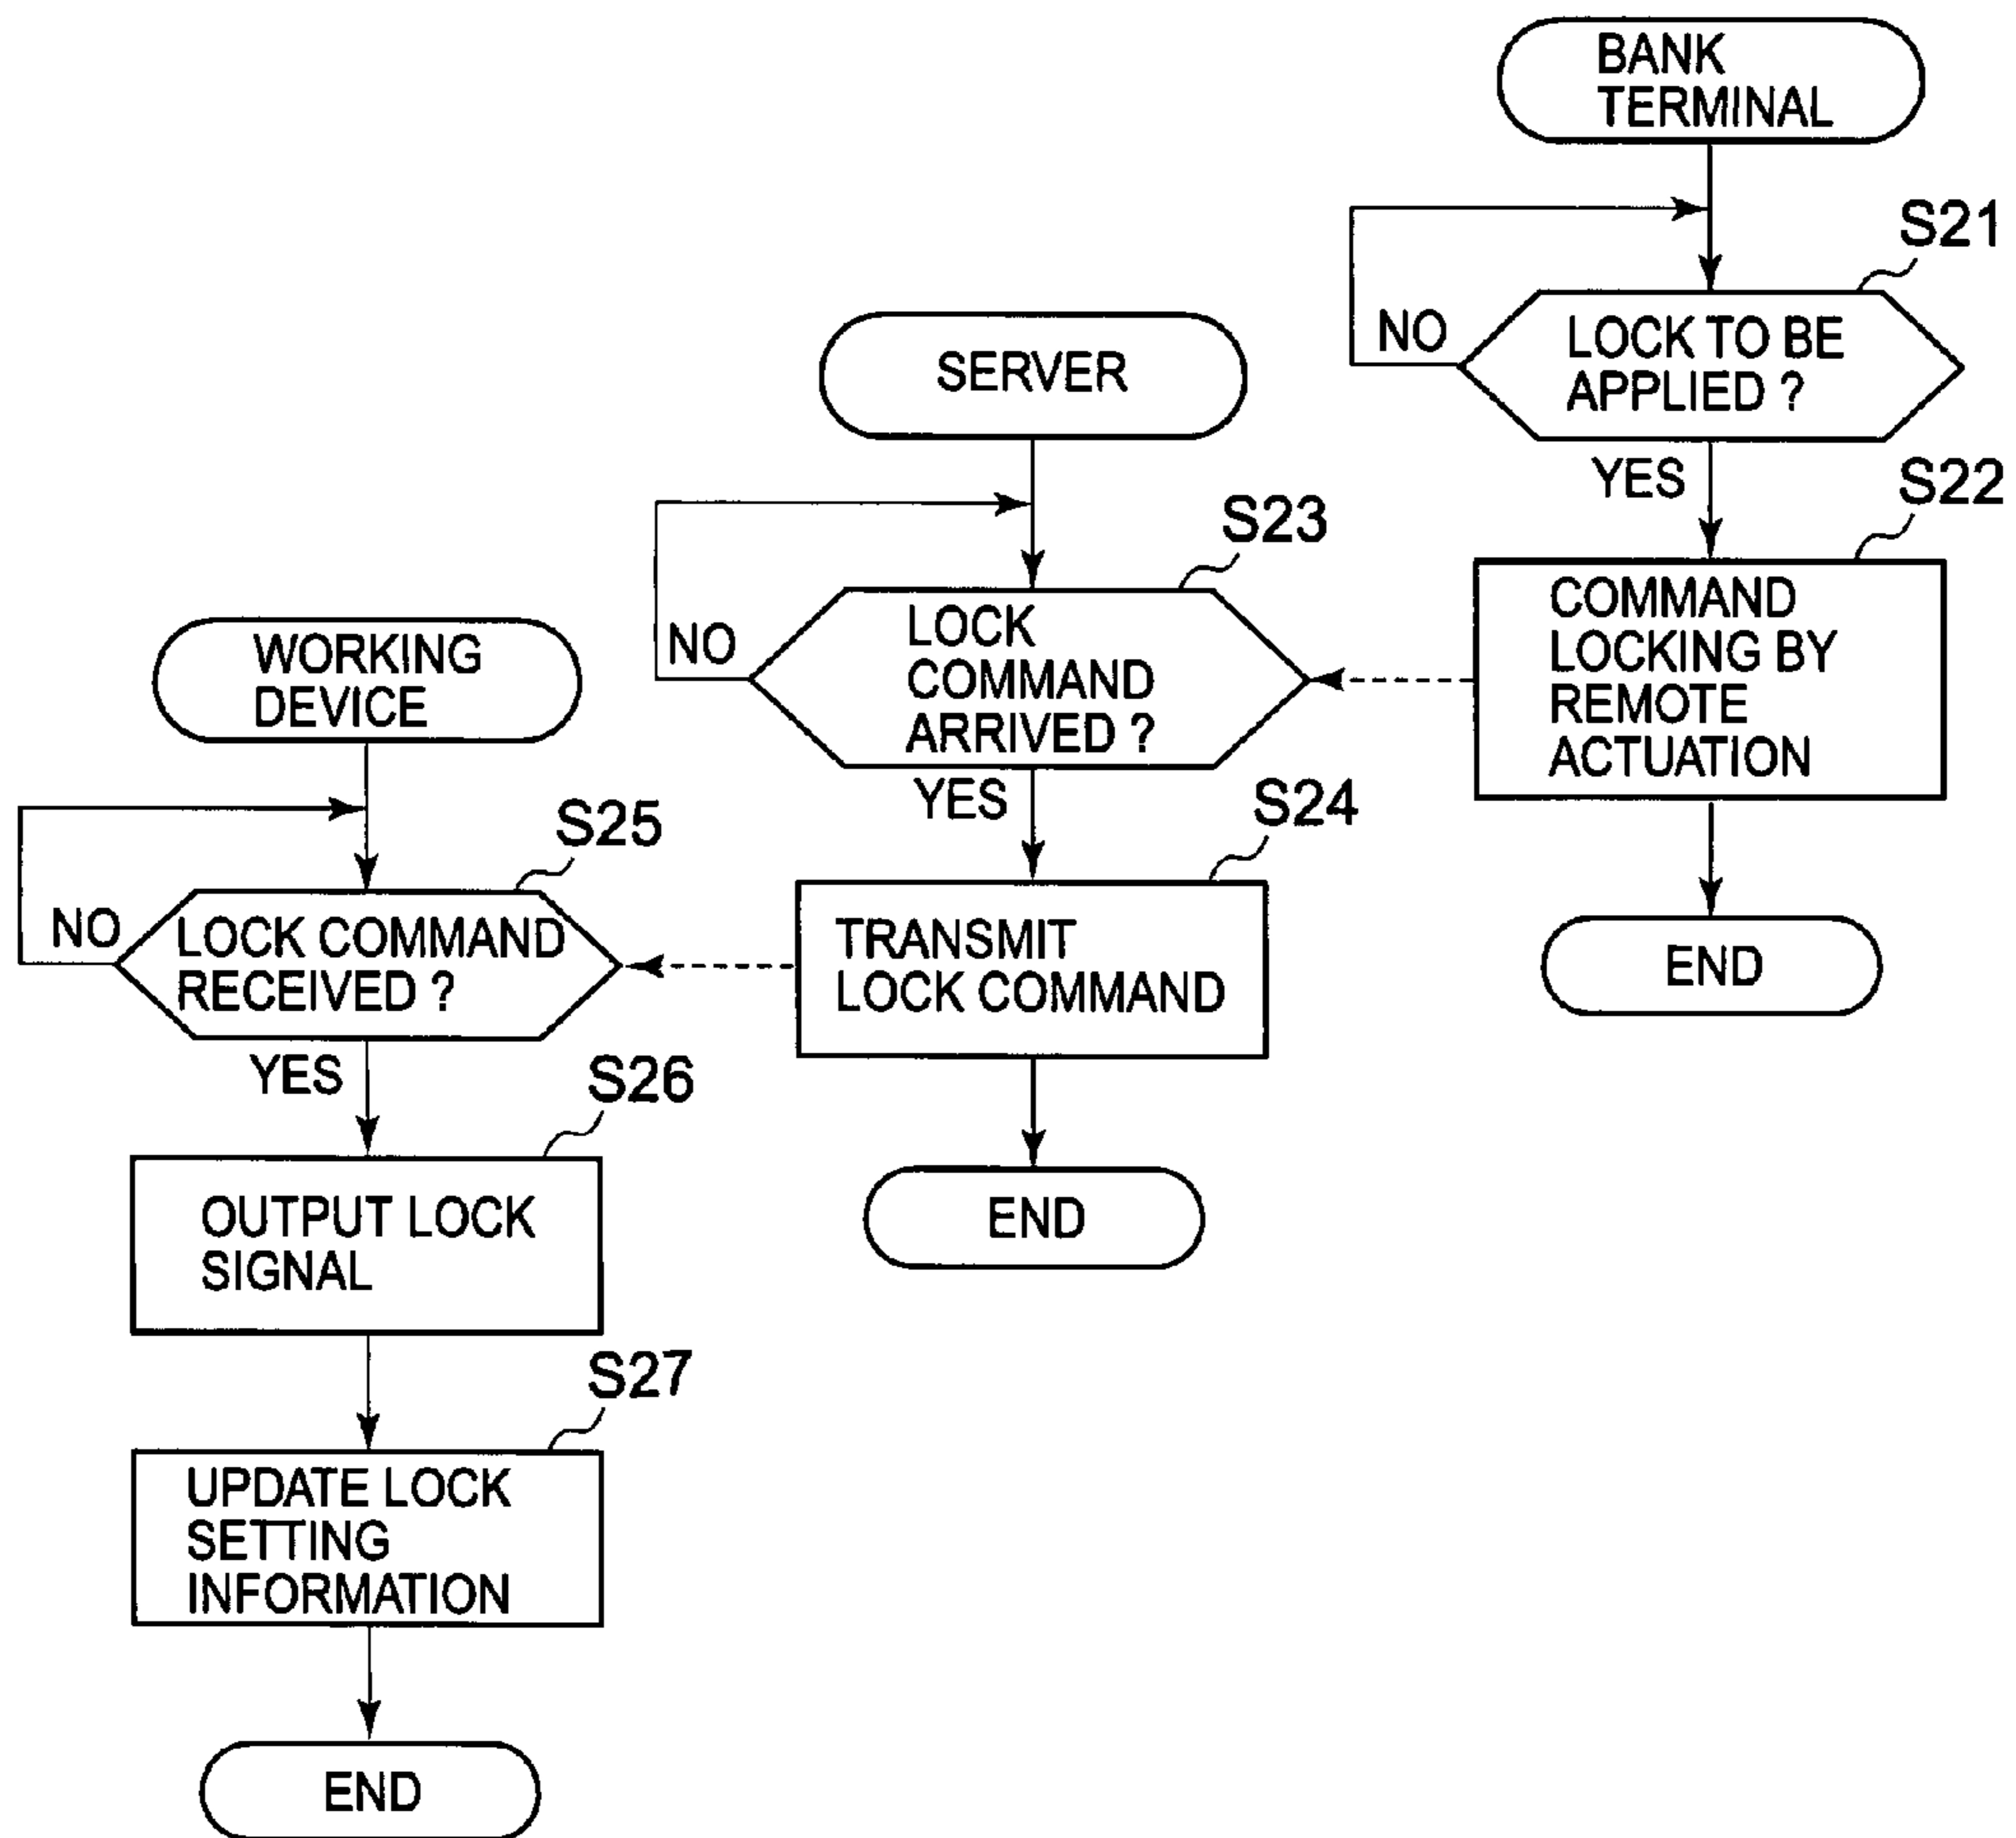 BANK
TERMINAL
S21
NO
LOCK TO BE
APPLIED ?
YES
S22
COMMAND
LOCKING BY
REMOTE
ACTUATION
END
SERVER
S23
NO
LOCK
COMMAND
ARRIVED ?
YES
S24
TRANSMIT
LOCK COMMAND
END
WORKING
DEVICE
S25
NO
LOCK COMMAND
RECEIVED ?
YES
S26
OUTPUT LOCK
SIGNAL
S27
UPDATE LOCK
SETTING
INFORMATION
END